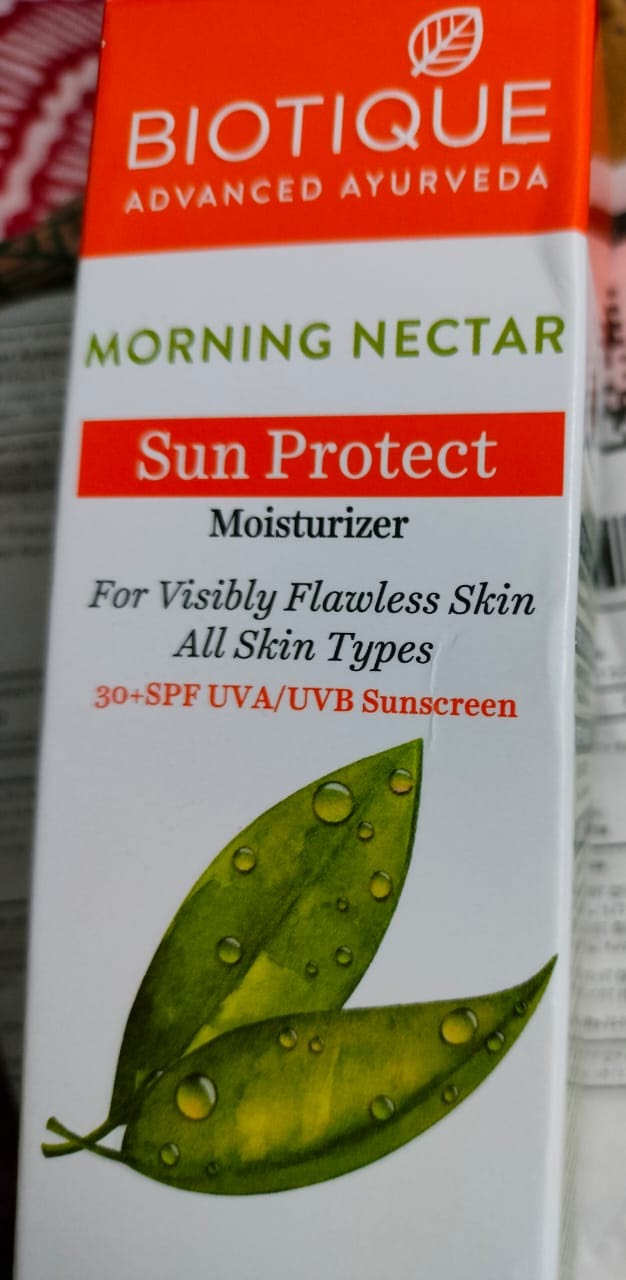 BIOTIQUE
ADVANCED AYURVEDA
MORNING NECTAR
Sun Protect
Moisturizer
For Visibly Flawless Skin
All Skin Types
30+SPF UVA/UVB Sunscreen